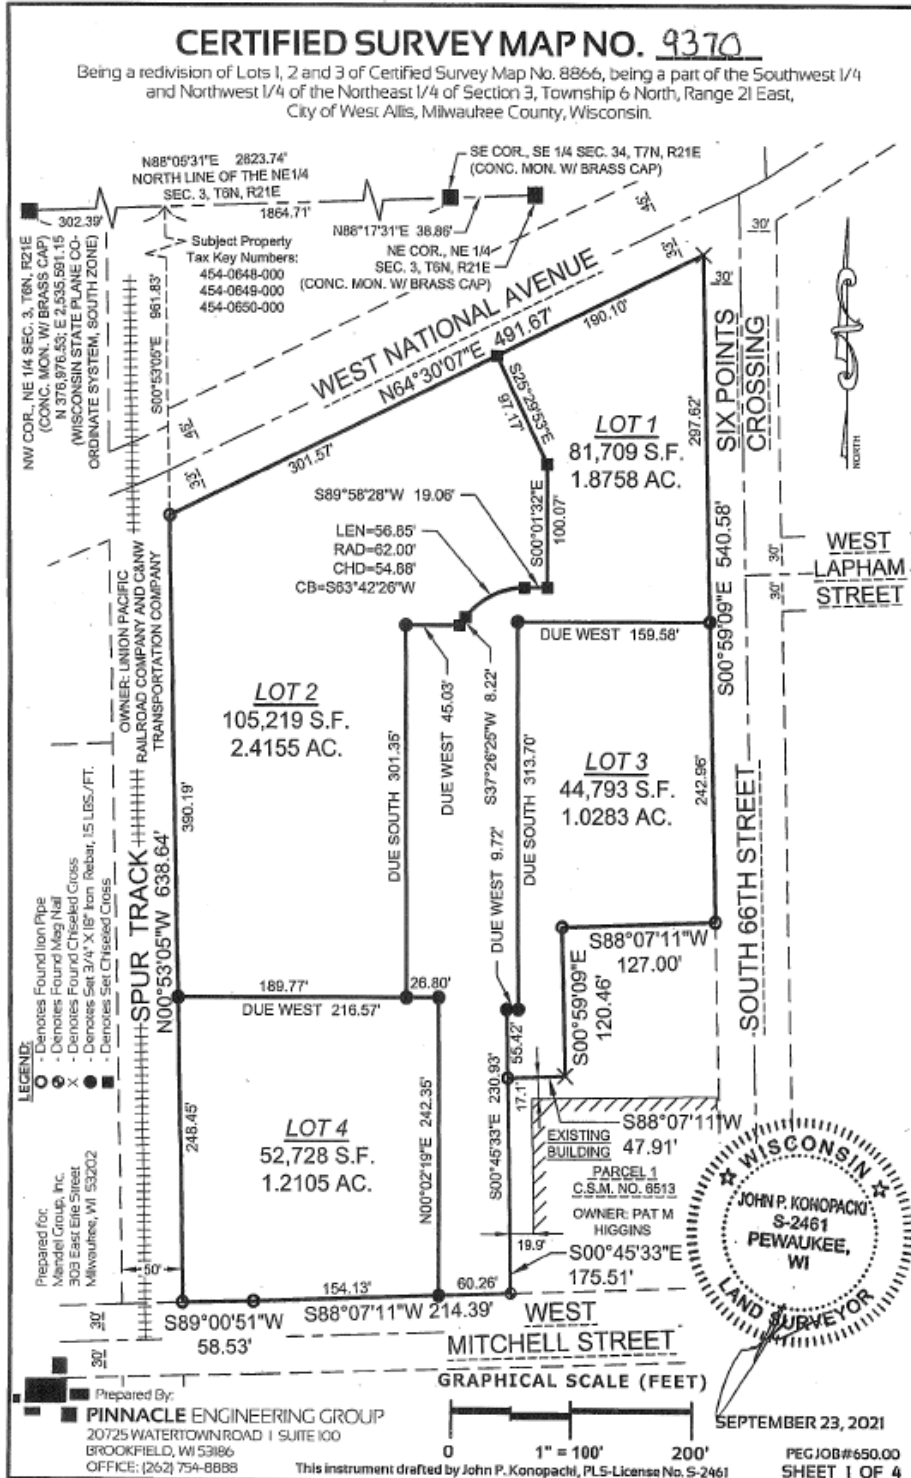 CERTIFIED SURVEY MAP NO. 9370
Being a redivision of Lots 1, 2 and 3 of Certified Survey Map No. 8866, being a part of the Southwest 1/4
and Northwest 1/4 of the Northeast 1/4 of Section 3, Township 6 North, Range 21 East,
City of West Allis, Milwaukee County, Wisconsin.
N88°05'31"E 2823.74'
NORTH LINE OF THE NE1/4
SEC. 3, T6N, R21E
SE COR., SE 1/4 SEC. 34, T7N, R21E
(CONC. MON. W/ BRASS CAP)
302.39'
1864.71'
N88°17'31"E 38.86'
NE COR., NE 1/4
SEC. 3, T6N, R21E
(CONC. MON. W/ BRASS CAP)
NW COR., NE 1/4 SEC. 3, T6N, R21E
(CONC. MON. W/ BRASS CAP)
N 376,976.53; E 2,535,591.15
(WISCONSIN STATE PLANE CO-
ORDINATE SYSTEM, SOUTH ZONE)
Subject Property
Tax Key Numbers:
454-0648-000
454-0649-000
454-0650-000
S00°53'05"E 961.83'
45'
45'
33'
33'
30'
30'
WEST NATIONAL AVENUE
N64°30'07"E 491.67'
190.10'
301.57'
S25°29'53"E
97.17'
LOT 1
81,709 S.F.
1.8758 AC.
297.62'
SIX POINTS
CROSSING
NORTH
S89°58'28"W 19.06'
S00°01'32"E
100.07'
LEN=56.85'
RAD=62.00'
CHD=54.88'
CB=S63°42'26"W
S00°59'09"E 540.58'
30'
30'
WEST
LAPHAM
STREET
OWNER: UNION PACIFIC
RAILROAD COMPANY AND C&NW
TRANSPORTATION COMPANY
DUE WEST 159.58'
LOT 2
105,219 S.F.
2.4155 AC.
DUE WEST 45.03'
S37°26'25"W 8.22'
DUE SOUTH 301.35'
DUE SOUTH 313.70'
DUE WEST 9.72'
LOT 3
44,793 S.F.
1.0283 AC.
242.96'
SOUTH 66TH STREET
390.19'
SPUR TRACK
N00°53'05"W 638.64'
S88°07'11"W
127.00'
S00°59'09"E
120.46'
189.77'
26.80'
DUE WEST 216.57'
55.42'
LEGEND:
- Denotes Found Iron Pipe
- Denotes Found Mag Nail
- Denotes Found Chiseled Cross
- Denotes Set 3/4" X 18" Iron Rebar, 1.5 LBS./FT.
- Denotes Set Chiseled Cross
248.45'
LOT 4
52,728 S.F.
1.2105 AC.
N00°02'19"E 242.35'
S00°45'33"E 230.93'
17.1'
S88°07'11"W
47.91'
EXISTING
BUILDING
PARCEL 1
C.S.M. NO. 6513
OWNER: PAT M
HIGGINS
19.9'
S00°45'33"E
175.51'
Prepared for:
Mandel Group, Inc.
303 East Erie Street
Milwaukee, WI 53202
50'
154.13'
60.26'
S89°00'51"W
58.53'
S88°07'11"W 214.39'
30'
30'
WEST
MITCHELL STREET
WISCONSIN
JOHN P. KONOPACKI
S-2461
PEWAUKEE,
WI
LAND SURVEYOR
GRAPHICAL SCALE (FEET)
0 1" = 100' 200'
SEPTEMBER 23, 2021
Prepared By:
PINNACLE ENGINEERING GROUP
20725 WATERTOWN ROAD | SUITE 100
BROOKFIELD, WI 53186
OFFICE: (262) 754-8888
This instrument drafted by John P. Konopacki, PLS-License No. S-2461
PEG JOB#650.00
SHEET 1 OF 4